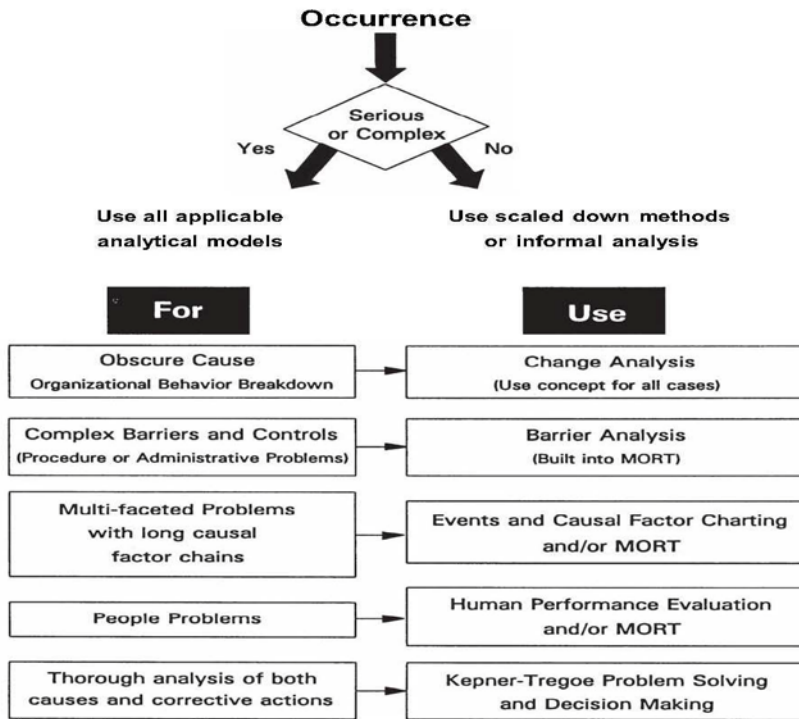 Occurrence
Serious
or Complex
Yes
No
Use all applicable
analytical models
Use scaled down methods
or informal analysis
For
Use
Obscure Cause
Organizational Behavior Breakdown
Change Analysis
(Use concept for all cases)
Complex Barriers and Controls
(Procedure or Administrative Problems)
Barrier Analysis
(Built into MORT)
Multi-faceted Problems
with long causal
factor chains
Events and Causal Factor Charting
and/or MORT
People Problems
Human Performance Evaluation
and/or MORT
Thorough analysis of both
causes and corrective actions
Kepner-Tregoe Problem Solving
and Decision Making